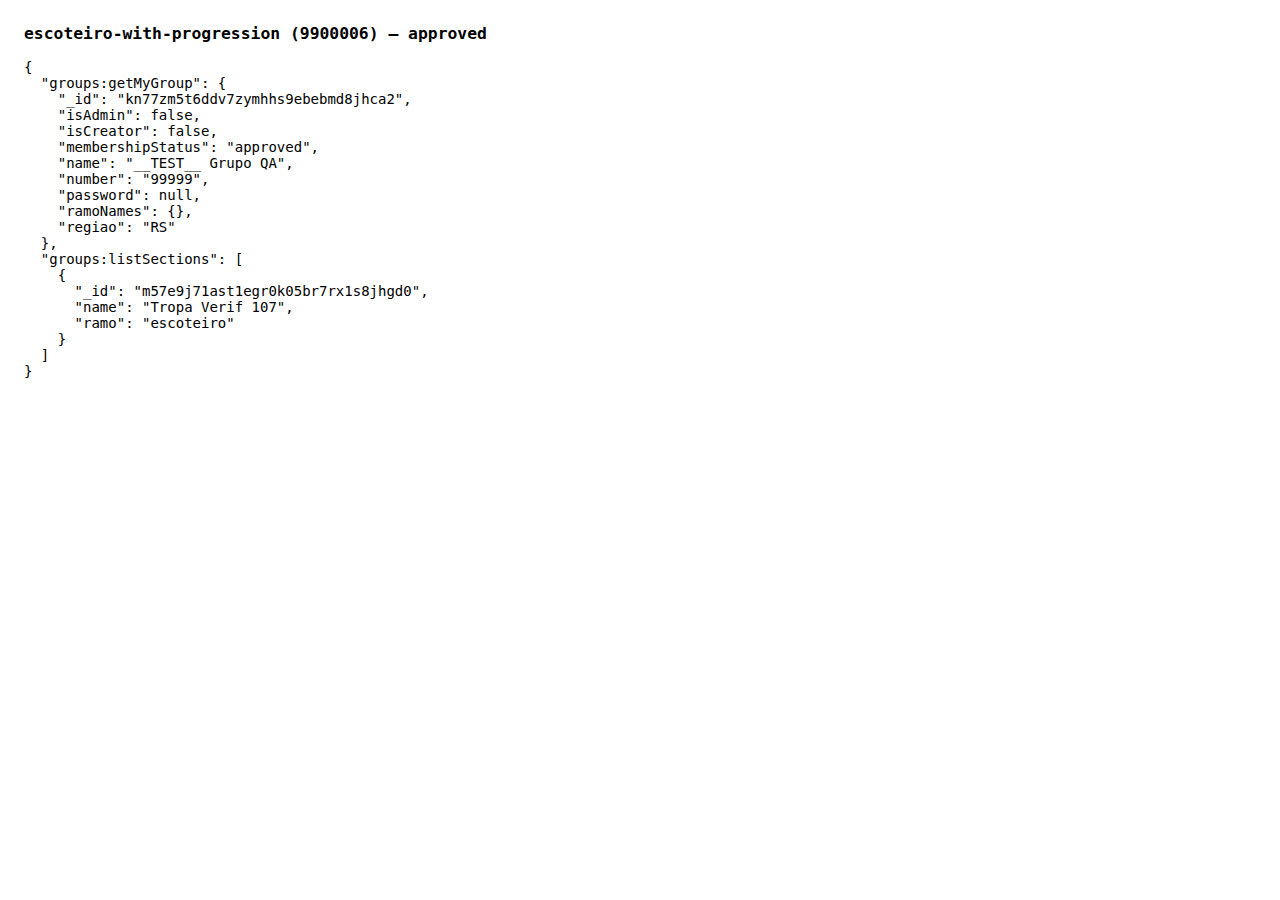 escoteiro-with-progression (9900006) — approved
{
  "groups:getMyGroup": {
    "_id": "kn77zm5t6ddv7zymhhs9ebebmd8jhca2",
    "isAdmin": false,
    "isCreator": false,
    "membershipStatus": "approved",
    "name": "__TEST__ Grupo QA",
    "number": "99999",
    "password": null,
    "ramoNames": {},
    "regiao": "RS"
  },
  "groups:listSections": [
    {
      "_id": "m57e9j71ast1egr0k05br7rx1s8jhgd0",
      "name": "Tropa Verif 107",
      "ramo": "escoteiro"
    }
  ]
}